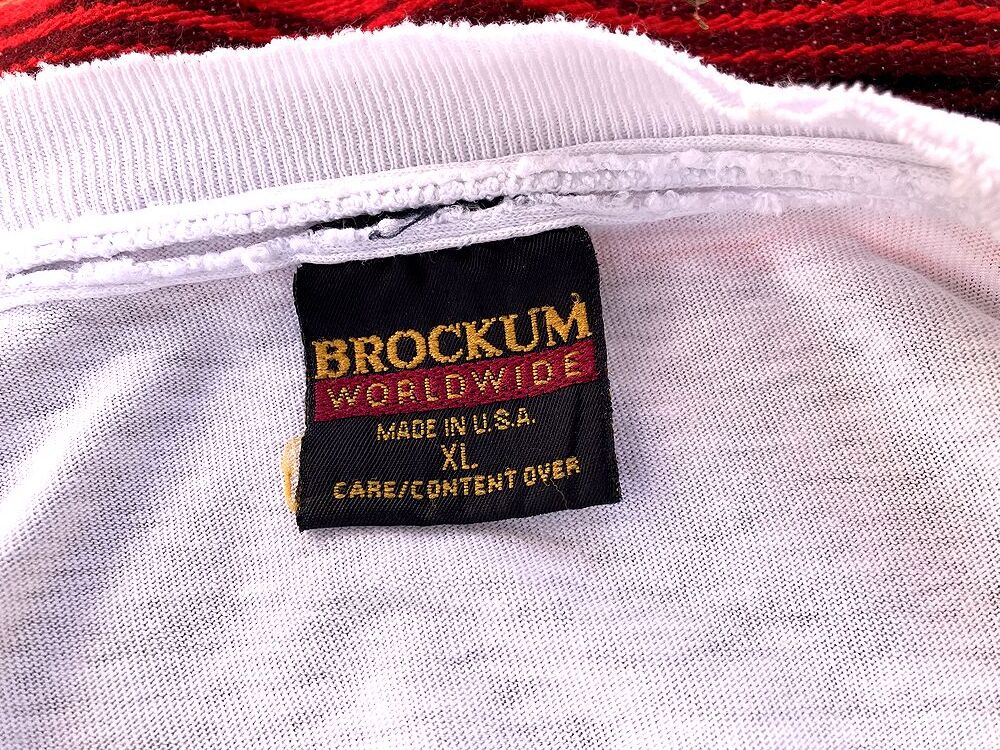 BROCKUM
WORLDWIDE
MADE IN U.S.A.
XL.
CARE/CONTENT OVER